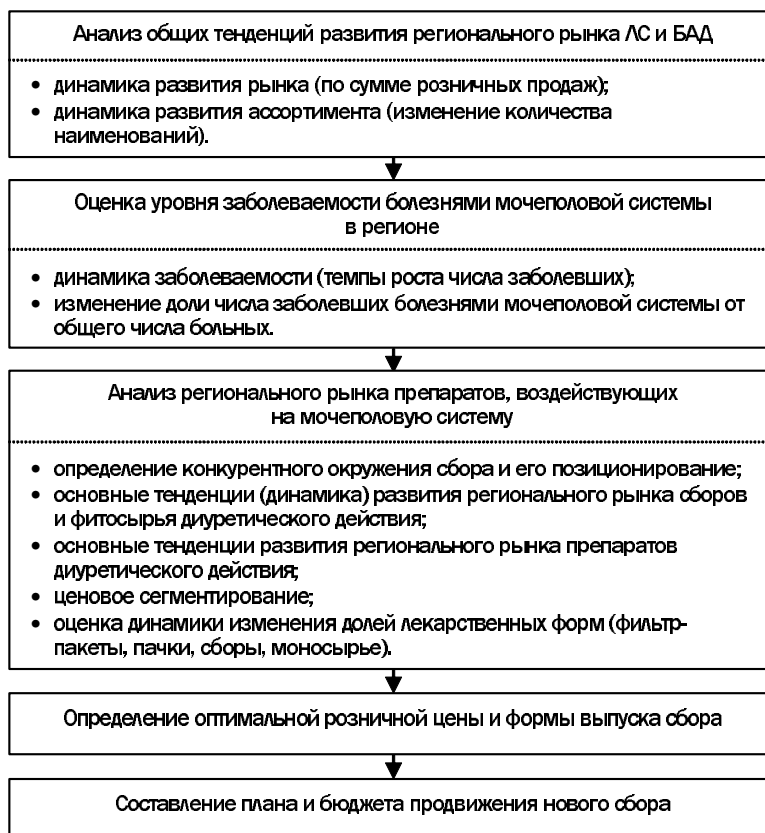 Анализ общих тенденций развития регионального рынка ЛС и БАД
• динамика развития рынка (по сумме розничных продаж);
• динамика развития ассортимента (изменение количества
наименований).
Оценка уровня заболеваемости болезнями мочеполовой системы
в регионе
• динамика заболеваемости (темпы роста числа заболевших);
• изменение доли числа заболевших болезнями мочеполовой системы от
общего числа больных.
Анализ регионального рынка препаратов, воздействующих
на мочеполовую систему
• определение конкурентного окружения сбора и его позиционирование;
• основные тенденции (динамика) развития регионального рынка сборов
и фитосырья диуретического действия;
• основные тенденции развития регионального рынка препаратов
диуретического действия;
• ценовое сегментирование;
• оценка динамики изменения долей лекарственных форм (фильтр-
пакеты, пачки, сборы, моносырье).
Определение оптимальной розничной цены и формы выпуска сбора
Составление плана и бюджета продвижения нового сбора